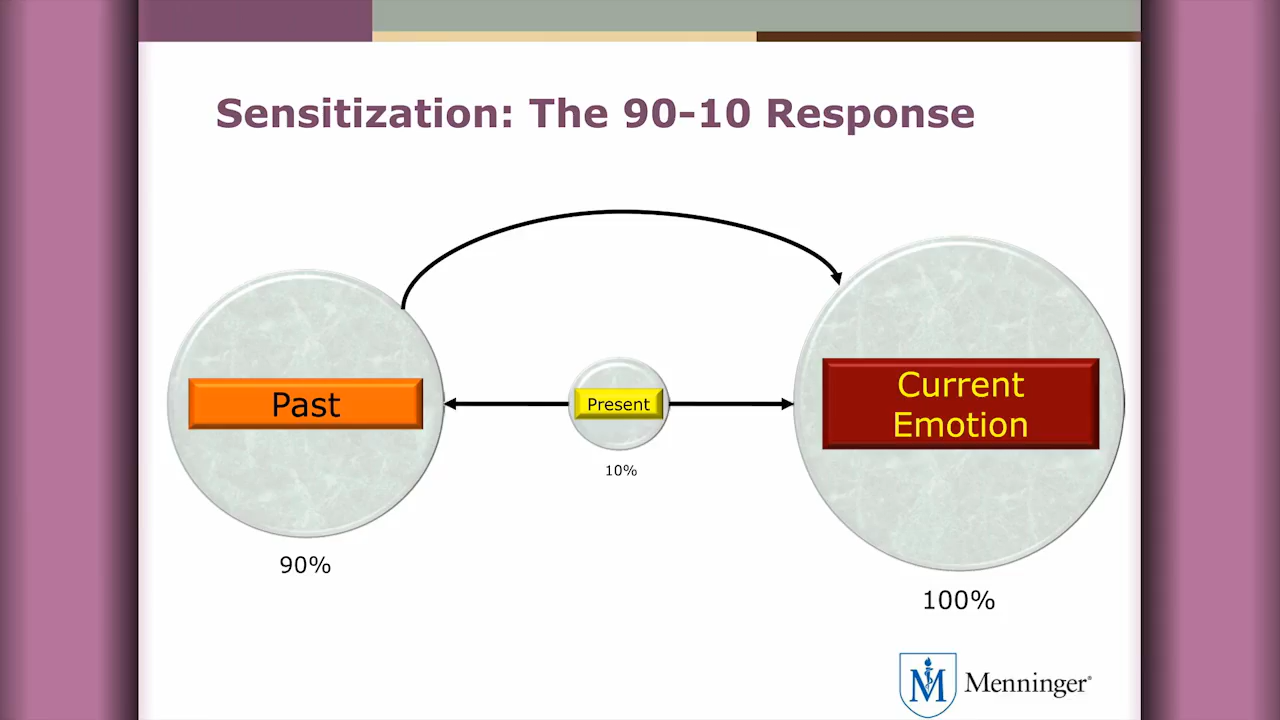 Sensitization: The 90-10 Response
Past
Present
Current
Emotion
10%
90%
100%
M
Menninger®